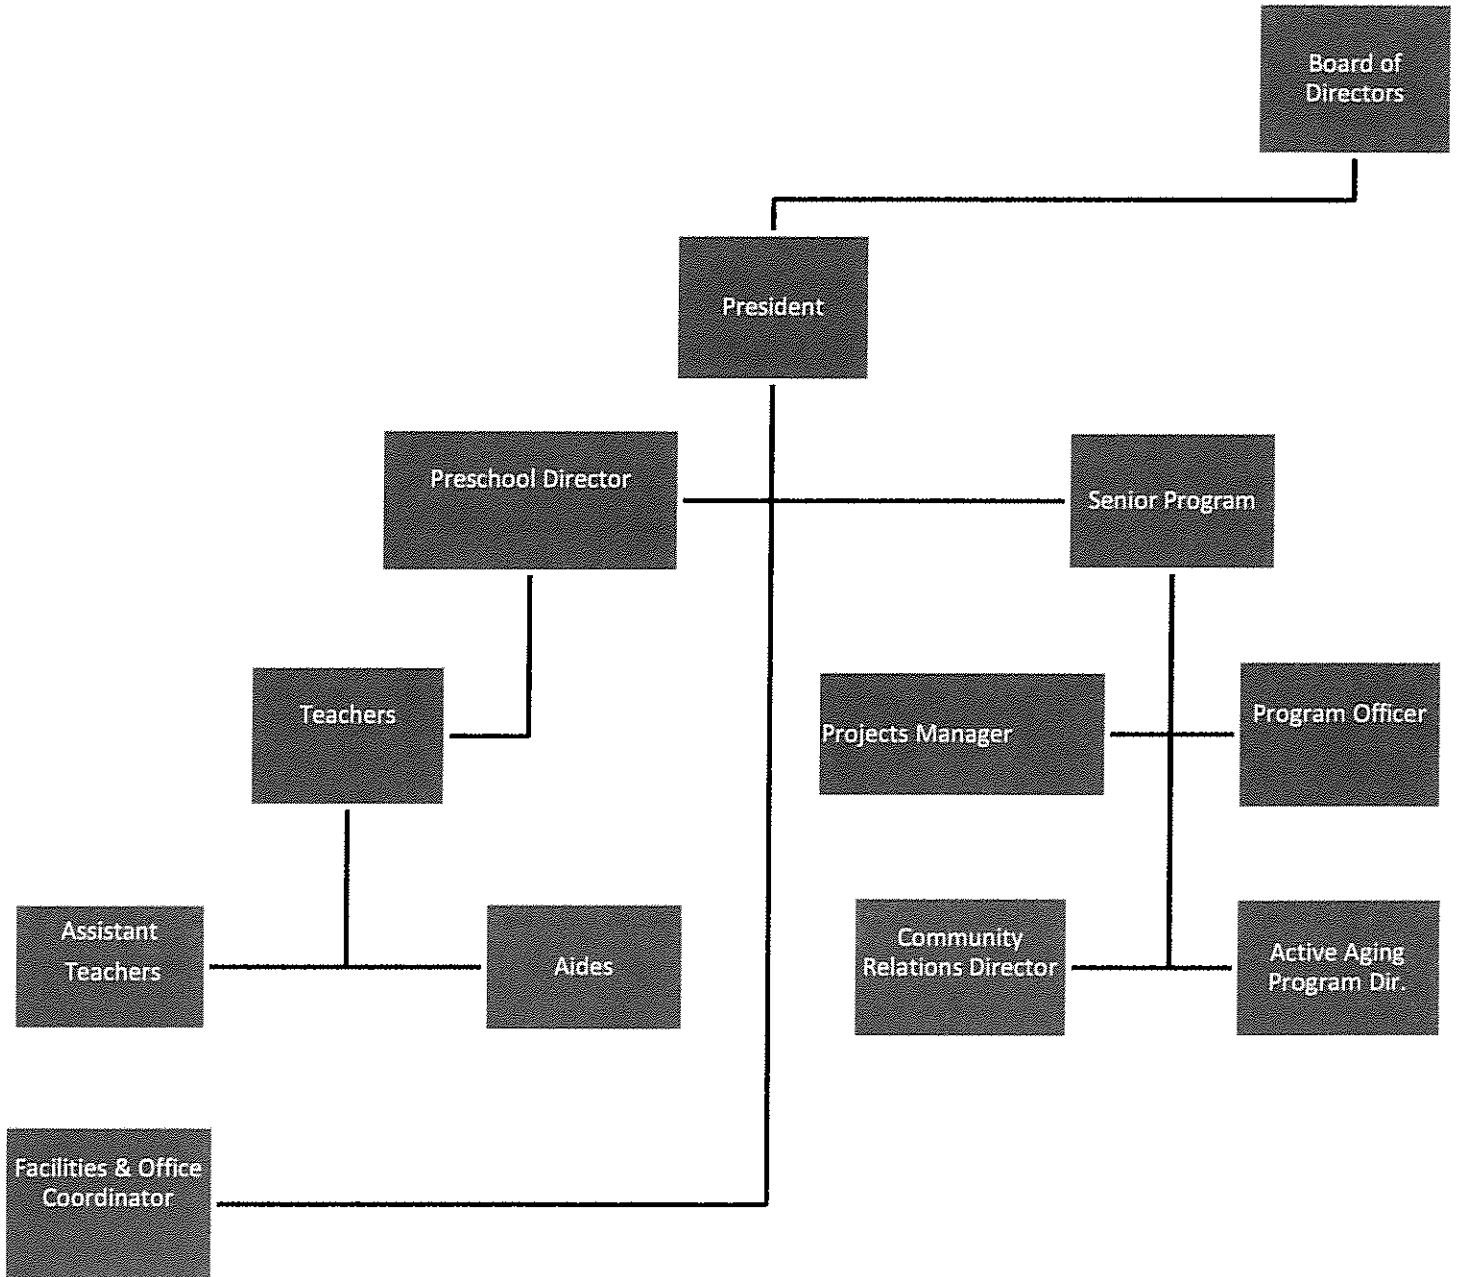 Board of
Directors
President
Preschool Director
Senior Program
Teachers
Projects Manager
Program Officer
Assistant
Teachers
Aides
Community
Relations Director
Active Aging
Program Dir.
Facilities & Office
Coordinator